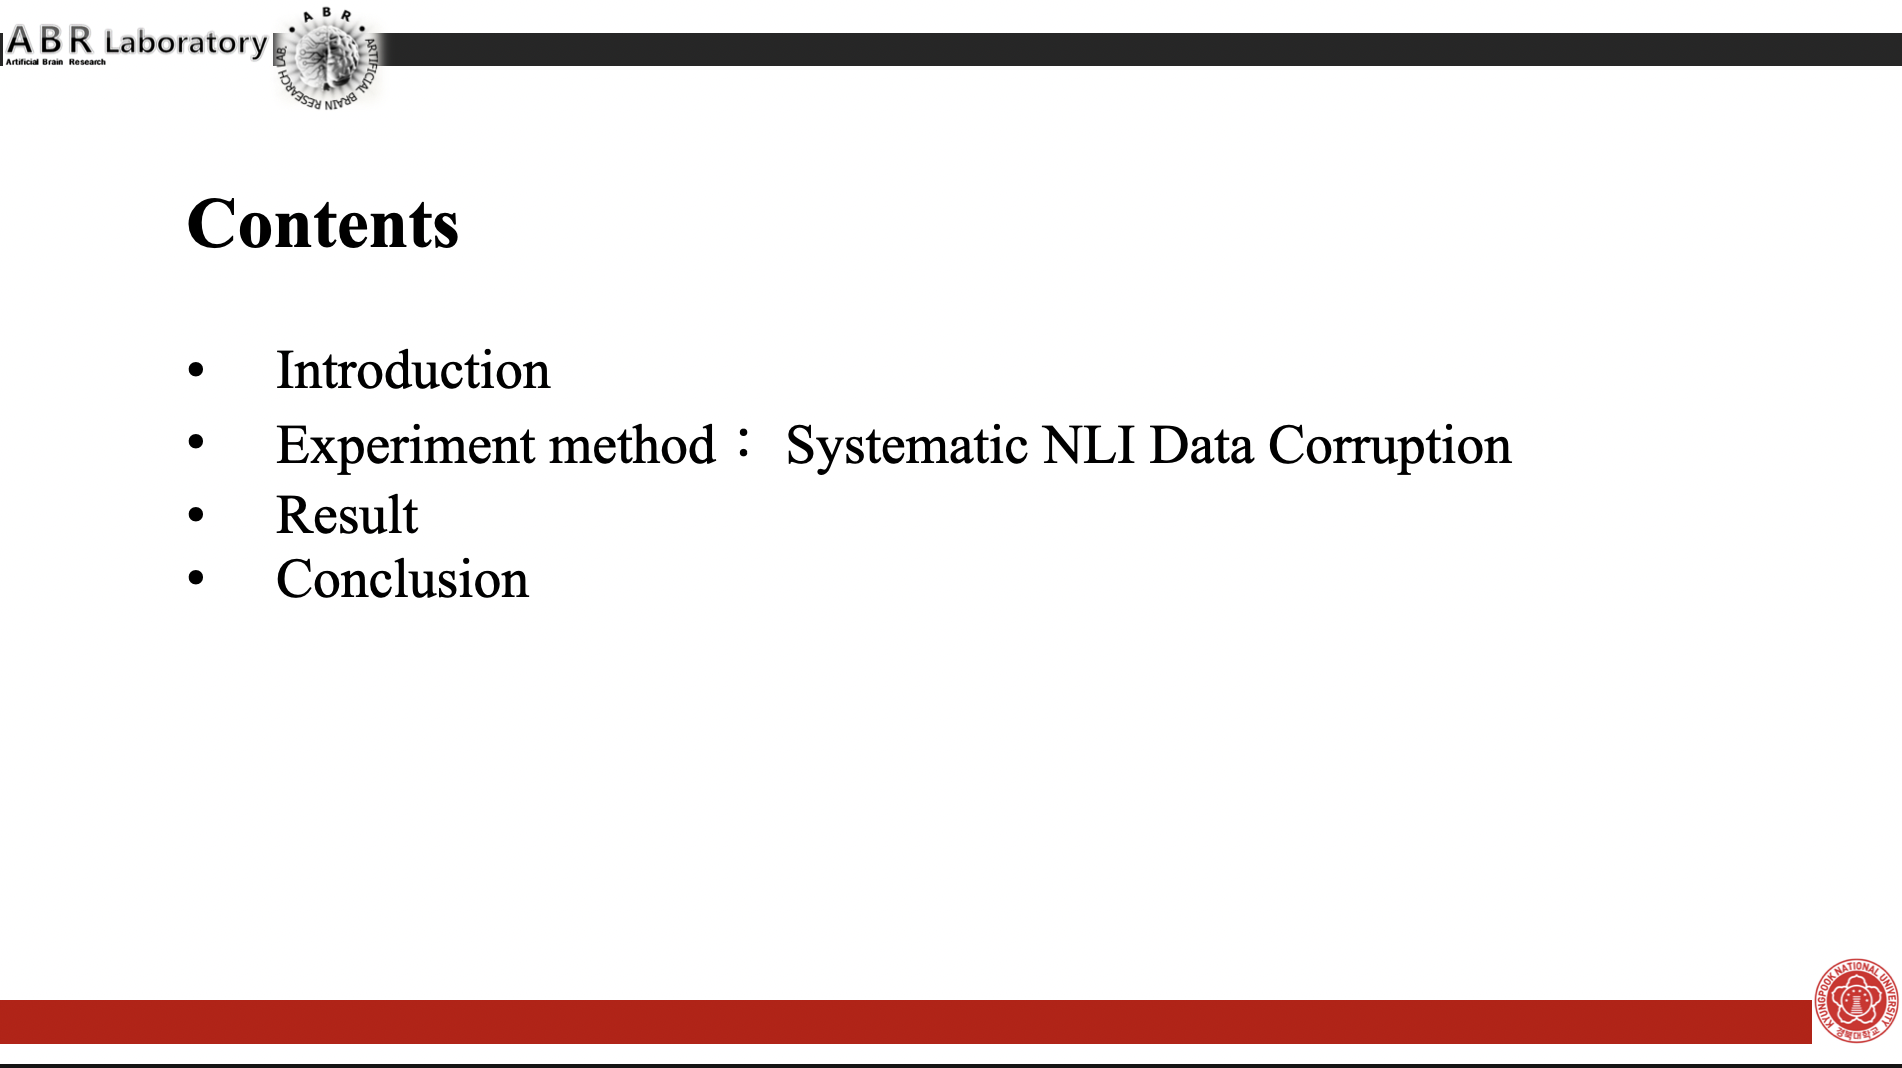 ABR Laboratory
Artificial Brain Research
A B R
ARTIFICIAL BRAIN RESEARCH LAB.
Contents
• Introduction
• Experiment method： Systematic NLI Data Corruption
• Result
• Conclusion
KYUNGPOOK NATIONAL UNIVERSITY
경북대학교